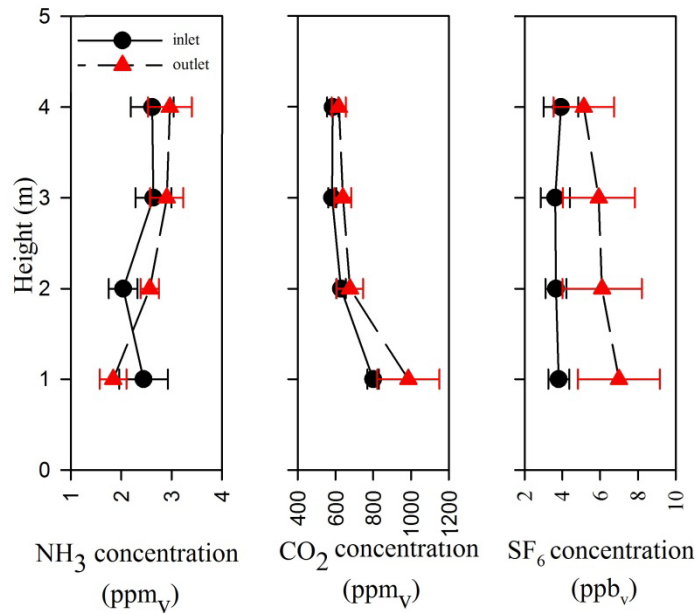 5
4
3
2
1
0
Height (m)
inlet
outlet
1 2 3 4
400 600 800 1000 1200
2 4 6 8 10
NH3 concentration
(ppmv)
CO2 concentration
(ppmv)
SF6 concentration
(ppbv)